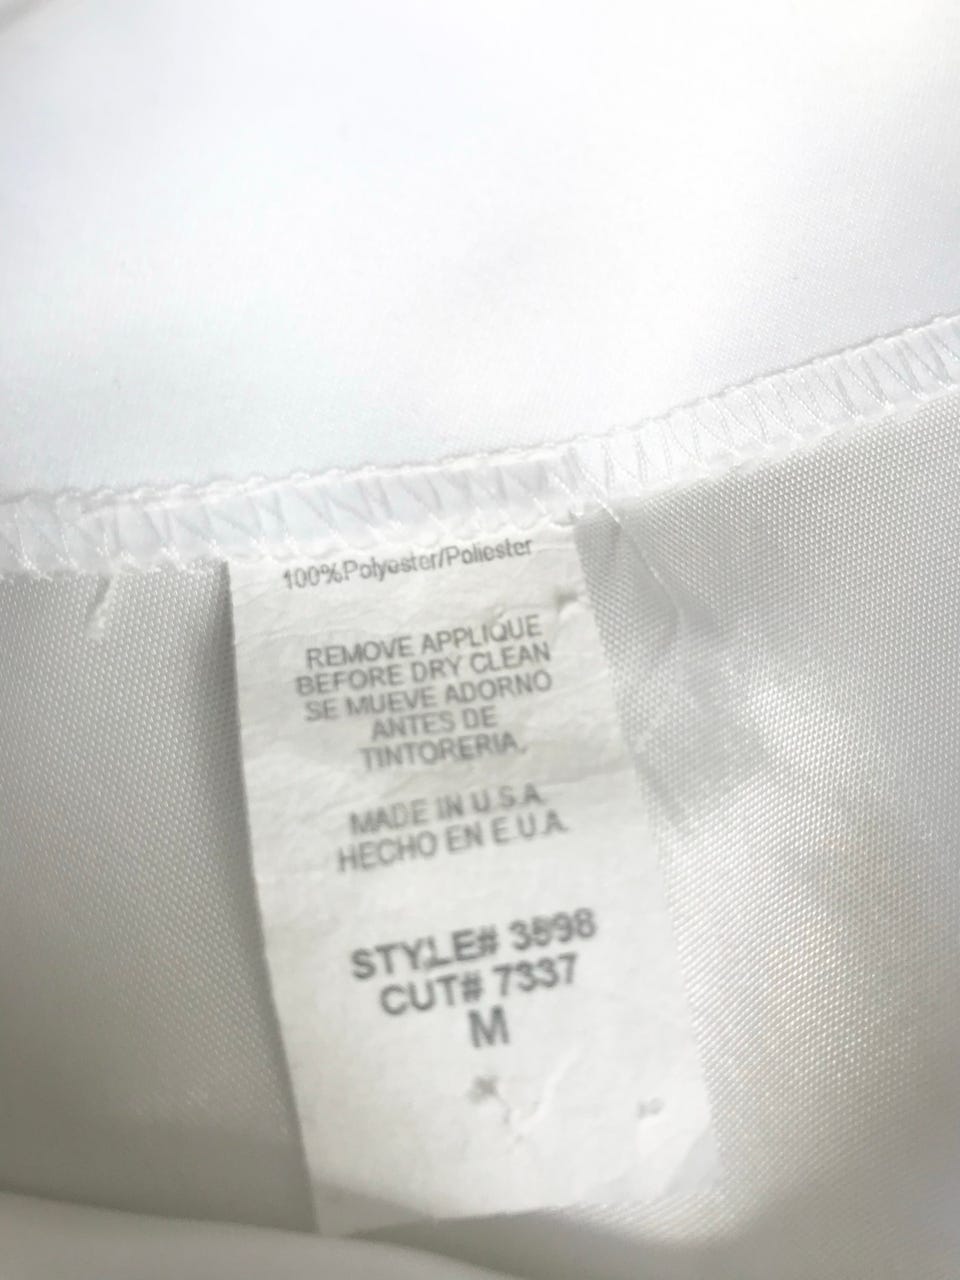 100%Polyester/Poliester
REMOVE APPLIQUE
BEFORE DRY CLEAN
SE MUEVE ADORNO
ANTES DE
TINTORERIA.
MADE IN U.S.A.
HECHO EN E.U.A.
STYLE# 3898
CUT# 7337
M